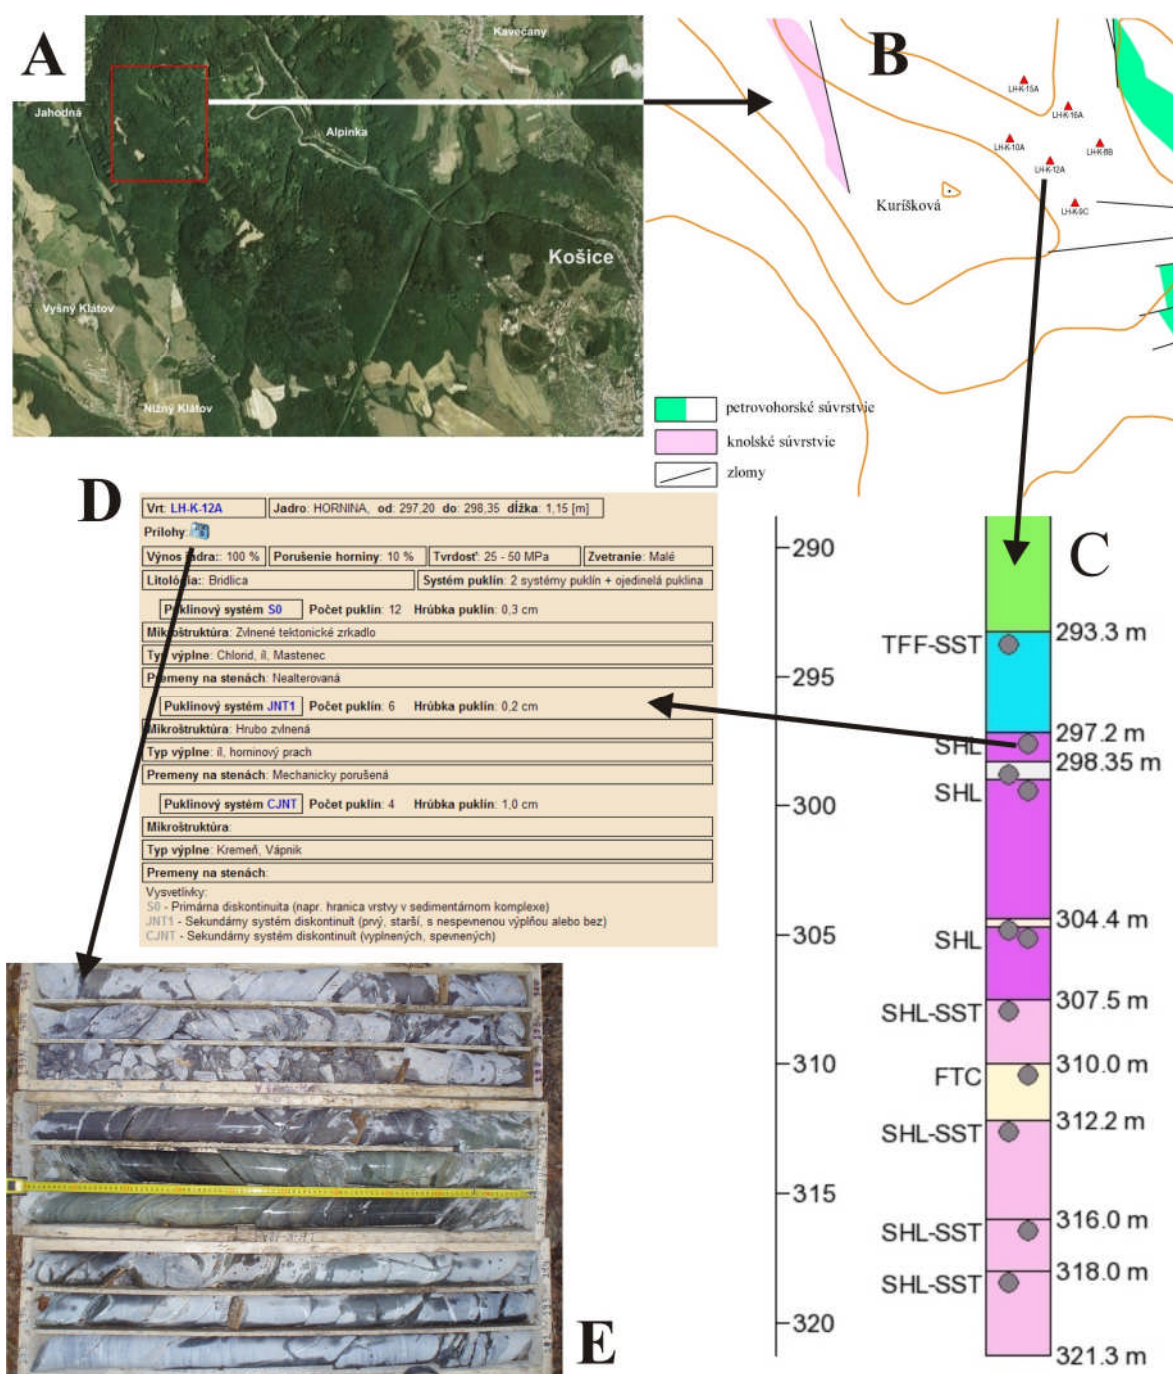 A
Kavečany
Jahodná
Alpinka
Košice
Vyšný Klátov
Nižný Klátov
B
LH-K-15A
LH-K-16A
LH-K-10A
LH-K-6B
LH-K-12A
LH-K-9C
Kuríšková
petrovohorské súvrstvie
knolské súvrstvie
zlomy
D
Vrt: LH-K-12A
Jadro: HORNINA, od: 297,20 do: 298,35 dĺžka: 1,15 [m]
Prílohy:
Výnos jadra:: 100 %
Porušenie horniny: 10 %
Tvrdosť: 25 - 50 MPa
Zvetranie: Malé
Litológia:: Bridlica
Systém puklín: 2 systémy puklín + ojedinelá puklina
Puklinový systém S0 Počet puklín: 12 Hrúbka puklín: 0,3 cm
Mikroštruktúra: Zvlnené tektonické zrkadlo
Typ výplne: Chlorid, íl, Mastenec
Premeny na stenách: Nealterovaná
Puklinový systém JNT1 Počet puklín: 6 Hrúbka puklín: 0,2 cm
Mikroštruktúra: Hrubo zvlnená
Typ výplne: íl, horninový prach
Premeny na stenách: Mechanicky porušená
Puklinový systém CJNT Počet puklín: 4 Hrúbka puklín: 1,0 cm
Mikroštruktúra:
Typ výplne: Kremeň, Vápnik
Premeny na stenách:
Vysvetlivky:
S0 - Primárna diskontinuita (napr. hranica vrstvy v sedimentárnom komplexe)
JNT1 - Sekundárny systém diskontinuít (prvý, starší, s nespevnenou výplňou alebo bez)
CJNT - Sekundárny systém diskontinuít (vyplnených, spevnených)
C
290
293.3 m
TFF-SST
295
297.2 m
SHL
298.35 m
SHL
300
304.4 m
305
SHL
307.5 m
SHL-SST
310
310.0 m
FTC
312.2 m
SHL-SST
315
316.0 m
SHL-SST
318.0 m
SHL-SST
320
321.3 m
E